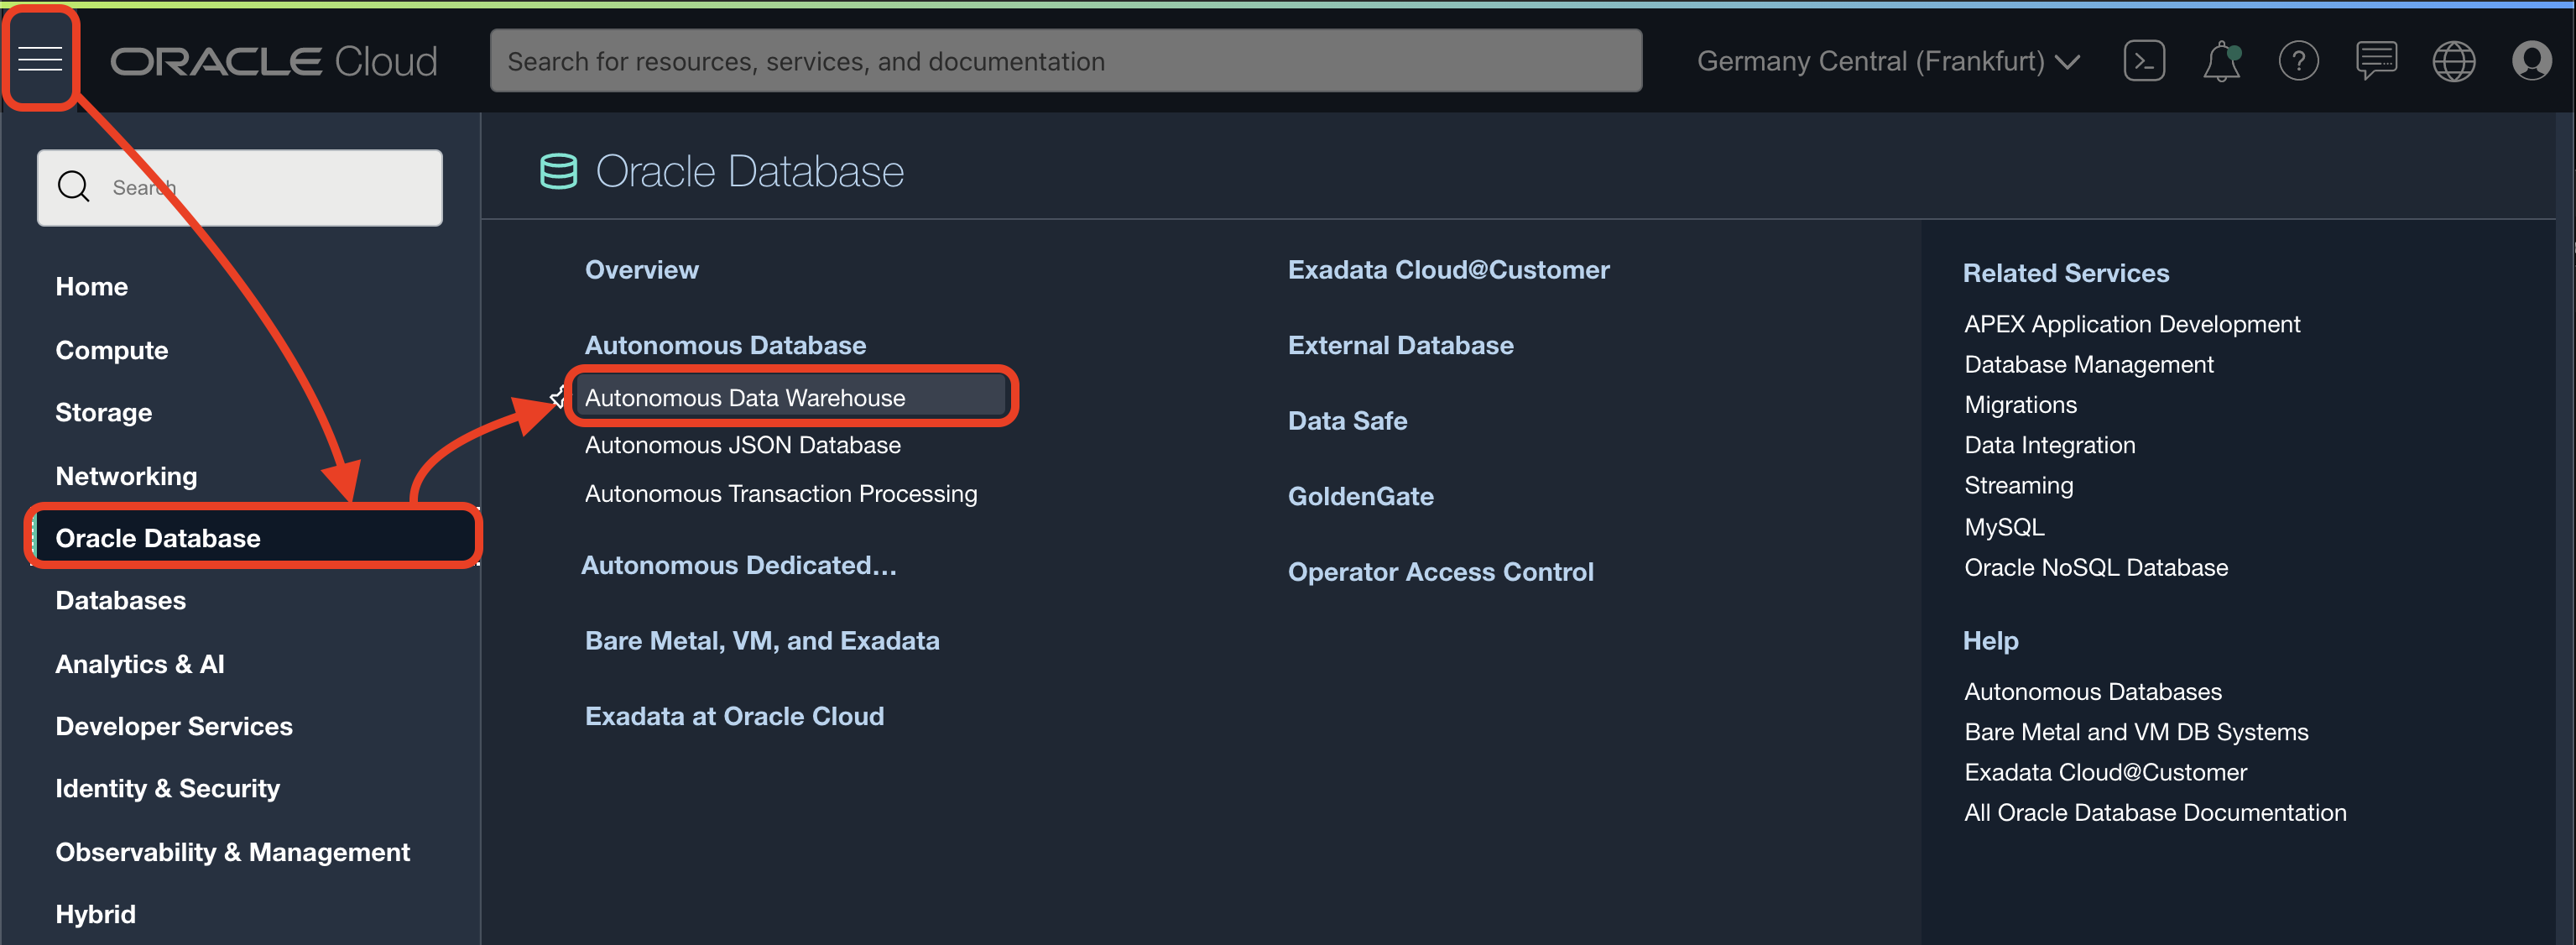 ORACLE Cloud
Search for resources, services, and documentation
Germany Central (Frankfurt)
Search
Home
Compute
Storage
Networking
Oracle Database
Databases
Analytics & AI
Developer Services
Identity & Security
Observability & Management
Hybrid
Oracle Database
Overview
Autonomous Database
Autonomous Data Warehouse
Autonomous JSON Database
Autonomous Transaction Processing
Autonomous Dedicated...
Bare Metal, VM, and Exadata
Exadata at Oracle Cloud
Exadata Cloud@Customer
External Database
Data Safe
GoldenGate
Operator Access Control
Related Services
APEX Application Development
Database Management
Migrations
Data Integration
Streaming
MySQL
Oracle NoSQL Database
Help
Autonomous Databases
Bare Metal and VM DB Systems
Exadata Cloud@Customer
All Oracle Database Documentation